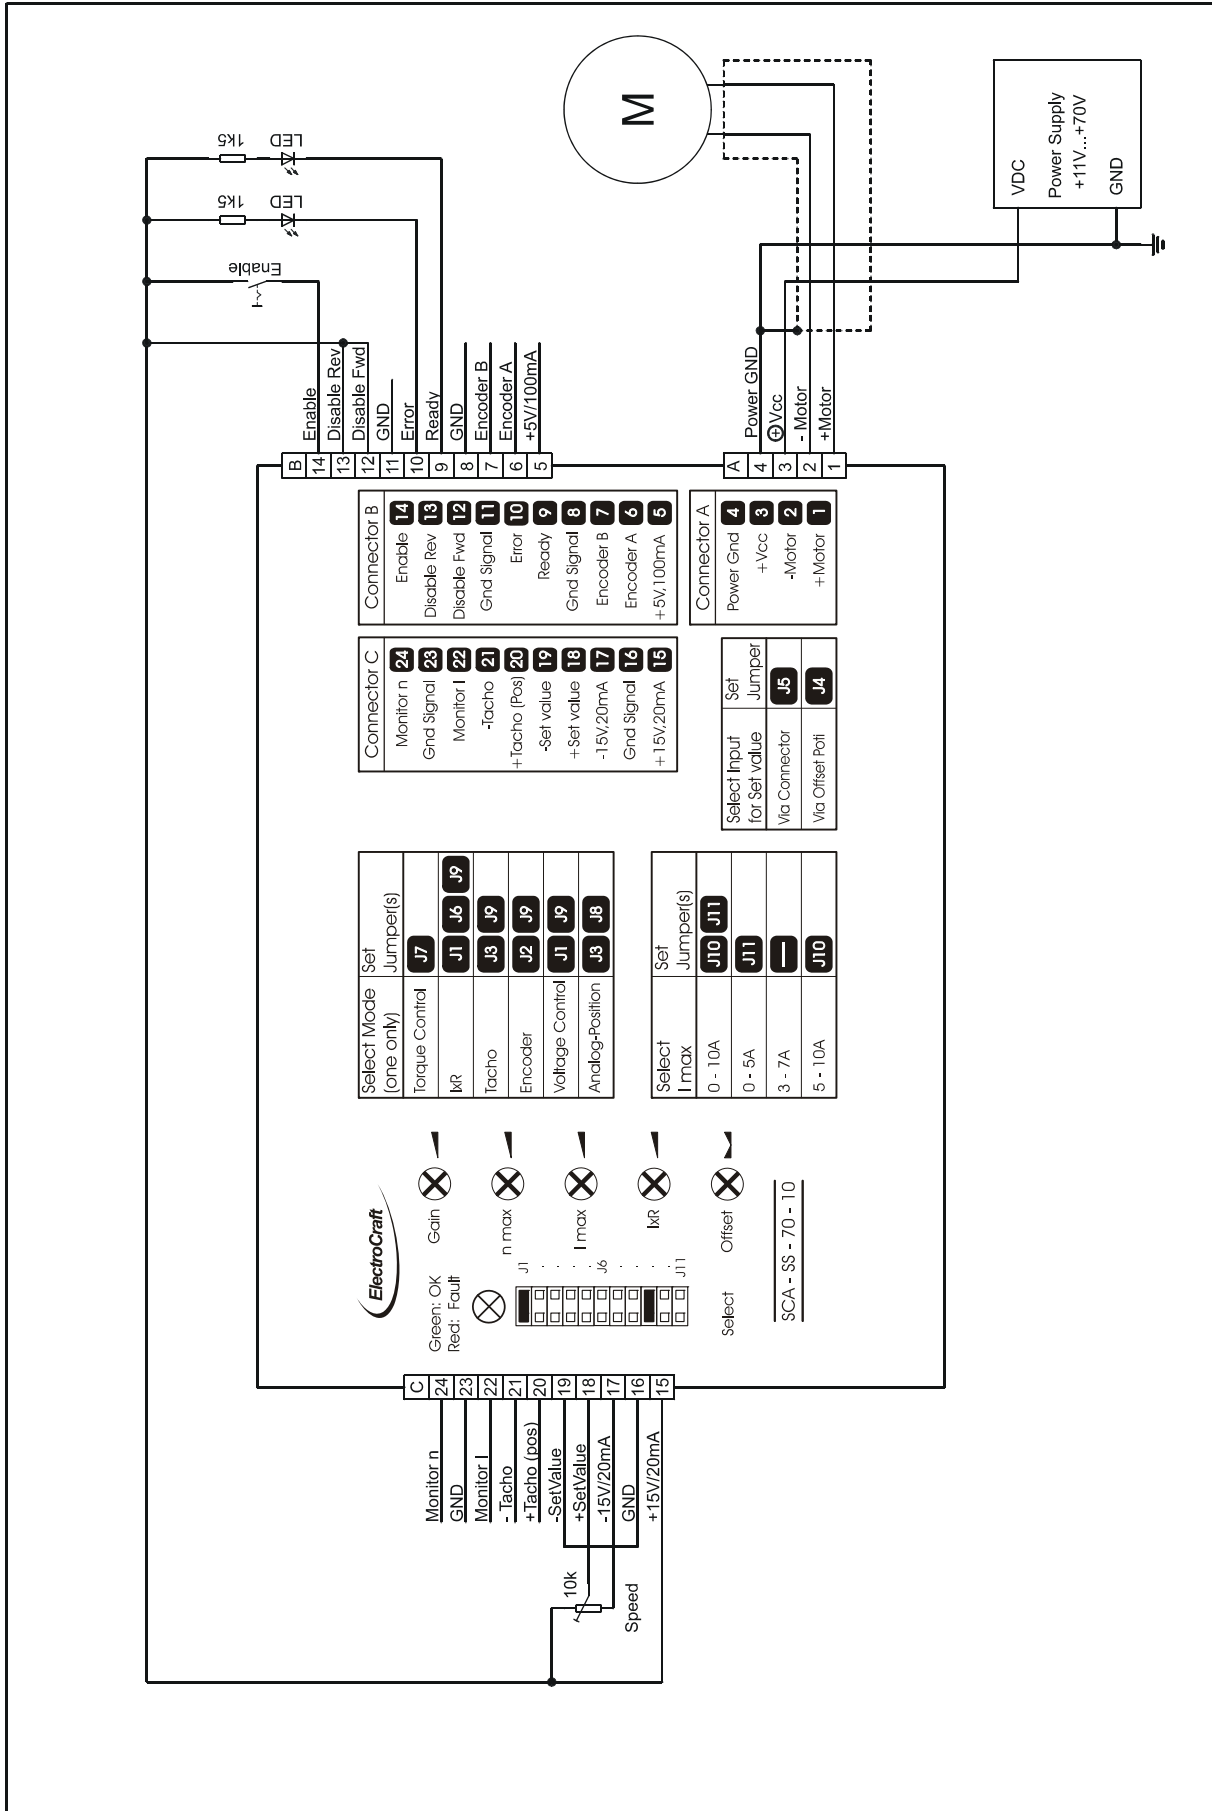 1k5
LED
1k5
LED
Enable
M
VDC
Power Supply
+11V...+70V
GND
Enable
Disable Rev
Disable Fwd
GND
Error
Ready
GND
Encoder B
Encoder A
+5V/100mA
Power GND
+Vcc
- Motor
+Motor
B
14
13
12
11
10
9
8
7
6
5
A
4
3
2
1
Connector B
Enable 14
Disable Rev 13
Disable Fwd 12
Gnd Signal 11
Error 10
Ready 9
Gnd Signal 8
Encoder B 7
Encoder A 6
+5V,100mA 5
Connector A
Power Gnd 4
+Vcc 3
-Motor 2
+Motor 1
Connector C
Monitor n 24
Gnd Signal 23
Monitor I 22
-Tacho 21
+Tacho (Pos) 20
-Set value 19
+Set value 18
-15V,20mA 17
Gnd Signal 16
+15V,20mA 15
Select Input for Set value
Set Jumper
Via Connector J5
Via Offset Poti J4
Select Mode (one only)
Set Jumper(s)
Torque Control J7
IxR J1 J6 J9
Tacho J3 J9
Encoder J2 J9
Voltage Control J1 J9
Analog-Position J3 J8
Select I max
Set Jumper(s)
0 - 10A J10 J11
0 - 5A J11
3 - 7A —
5 - 10A J10
ElectroCraft
Green: OK
Red: Fault
Gain
n max
I max
IxR
Offset
J1
. . . .
J6
. . . .
J11
Select
SCA - SS - 70 - 10
C
24
23
22
21
20
19
18
17
16
15
Monitor n
GND
Monitor I
- Tacho
+Tacho (pos)
-SetValue
+SetValue
-15V/20mA
GND
+15V/20mA
10k
Speed